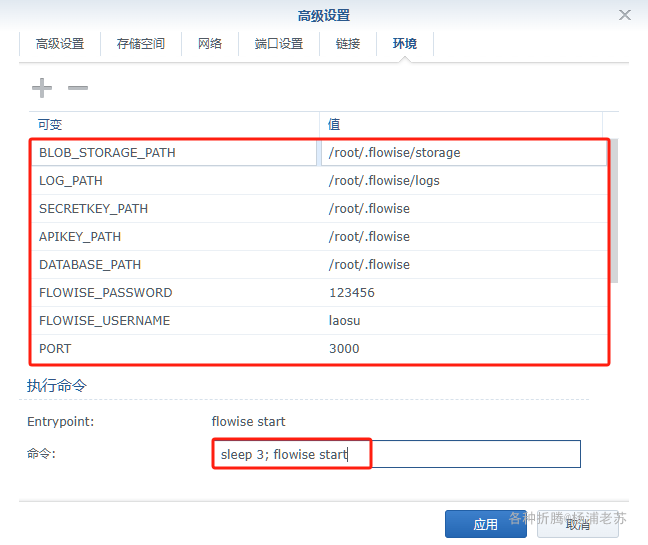 高级设置
高级设置 存储空间 网络 端口设置 链接 环境
可变 值
BLOB_STORAGE_PATH /root/.flowise/storage
LOG_PATH /root/.flowise/logs
SECRETKEY_PATH /root/.flowise
APIKEY_PATH /root/.flowise
DATABASE_PATH /root/.flowise
FLOWISE_PASSWORD 123456
FLOWISE_USERNAME laosu
PORT 3000
执行命令
Entrypoint: flowise start
命令: sleep 3; flowise start
应用 取消
各种折腾@杨浦老苏